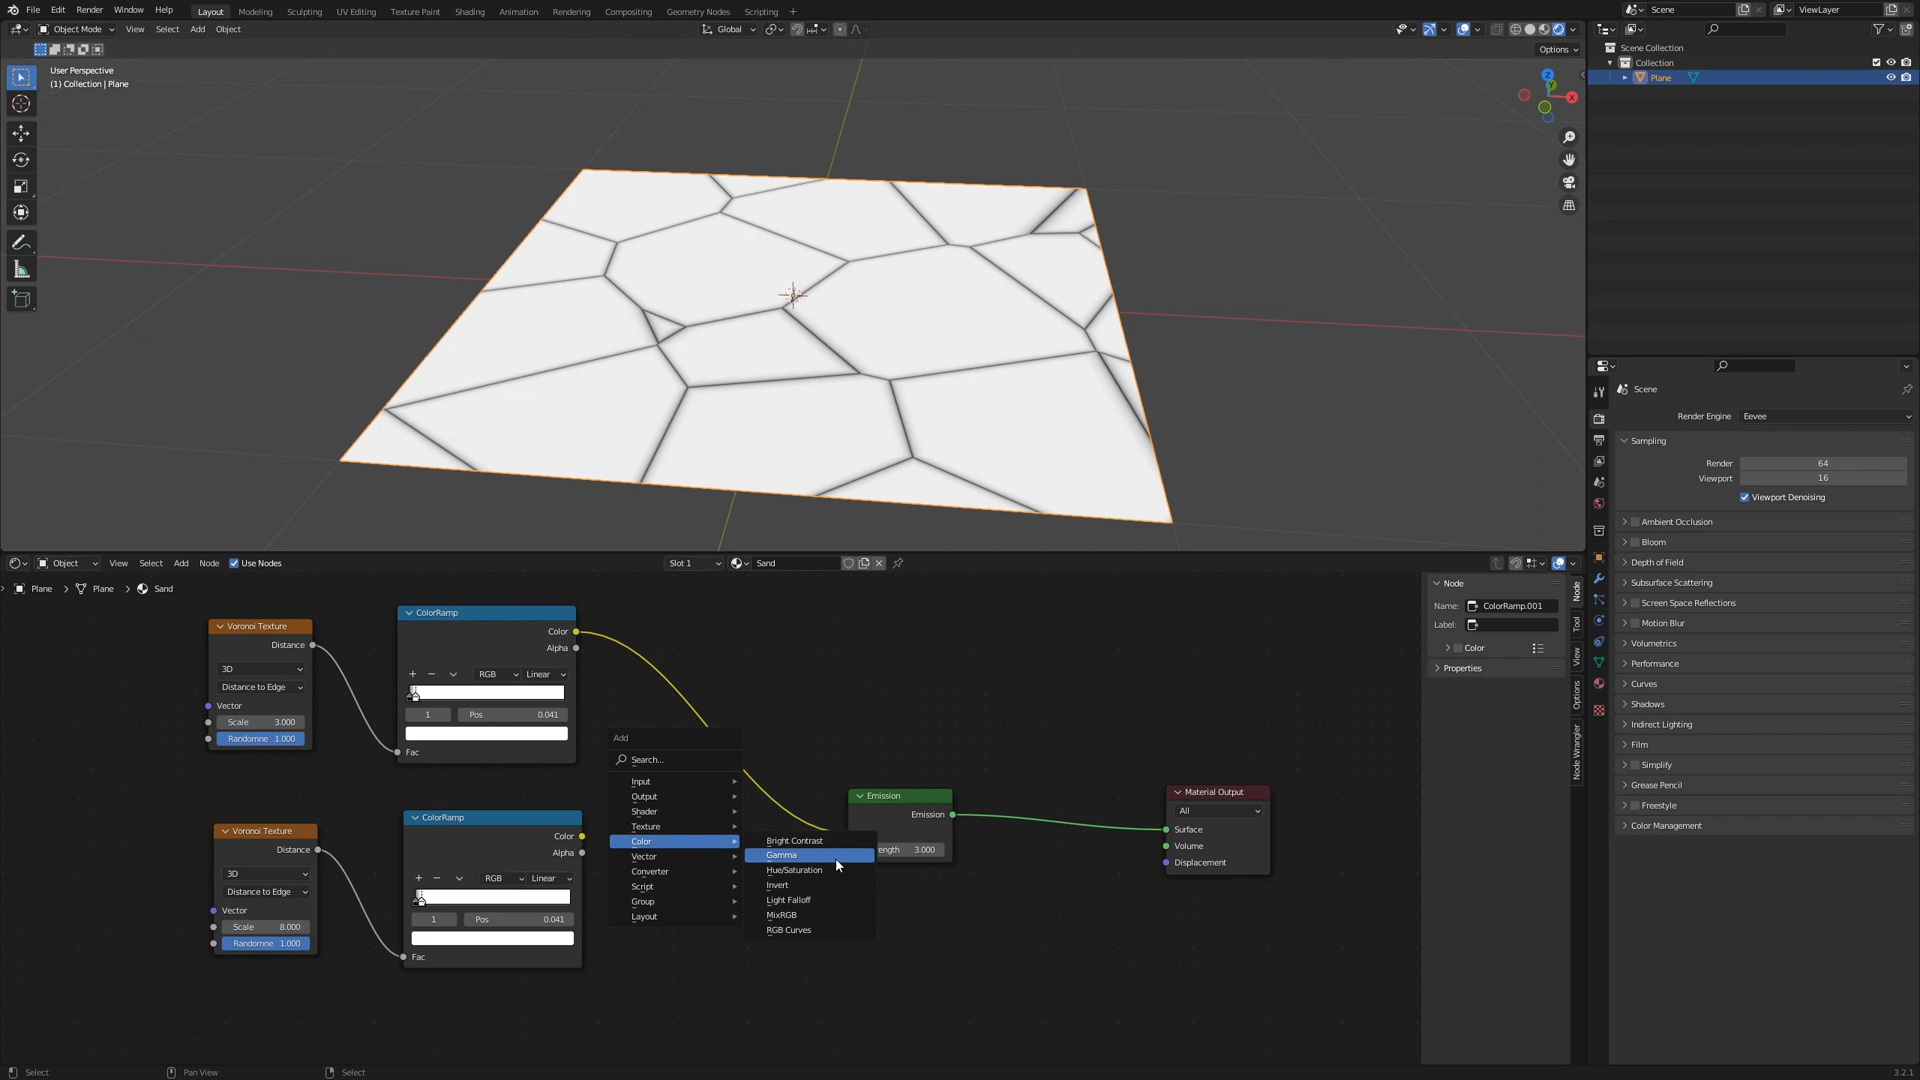 File Edit Render Window Help Layout Modeling Sculpting UV Editing Texture Paint Shading Animation Rendering Compositing Geometry Nodes Scripting + Scene ViewLayer
Object Mode View Select Add Object Global
Options
User Perspective
(1) Collection | Plane
Z
Y
X
Scene Collection
Collection
Plane
Scene
Render Engine Eevee
Sampling
Render 64
Viewport 16
Viewport Denoising
Ambient Occlusion
Bloom
Depth of Field
Subsurface Scattering
Screen Space Reflections
Motion Blur
Volumetrics
Performance
Curves
Shadows
Indirect Lighting
Film
Simplify
Grease Pencil
Freestyle
Color Management
Object View Select Add Node Use Nodes Slot 1 Sand
Plane > Plane > Sand
Voronoi Texture
Distance
3D
Distance to Edge
Vector
Scale 3.000
Randomne 1.000
ColorRamp
Color
Alpha
+ − RGB Linear
1 Pos 0.041
Fac
Voronoi Texture
Distance
3D
Distance to Edge
Vector
Scale 8.000
Randomne 1.000
ColorRamp
Color
Alpha
+ − RGB Linear
1 Pos 0.041
Fac
Add
Search...
Input
Output
Shader
Texture
Color
Vector
Converter
Script
Group
Layout
Bright Contrast
Gamma
Hue/Saturation
Invert
Light Falloff
MixRGB
RGB Curves
Emission
Emission
ength 3.000
Material Output
All
Surface
Volume
Displacement
Node
Name: ColorRamp.001
Label:
Color
Properties
Node
Tool
View
Options
Node Wrangler
Select Pan View Select 3.2.1